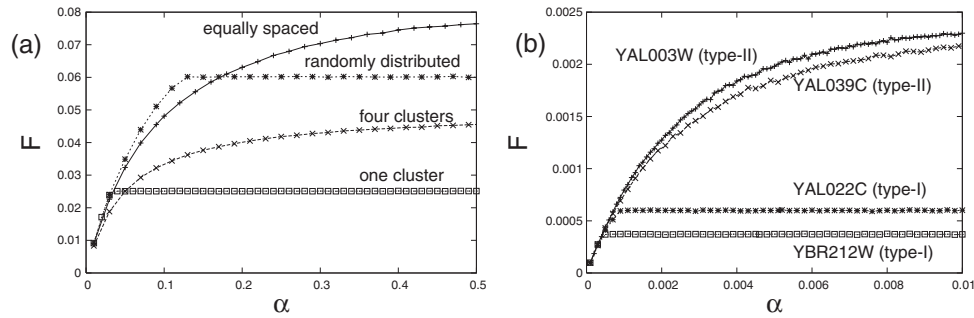 (a)
F
0.08
0.07
0.06
0.05
0.04
0.03
0.02
0.01
0
equally spaced
randomly distributed
four clusters
one cluster
0 0.1 0.2 0.3 0.4 0.5
α
(b)
F
0.0025
0.002
0.0015
0.001
0.0005
0
YAL003W (type-II)
YAL039C (type-II)
YAL022C (type-I)
YBR212W (type-I)
0 0.002 0.004 0.006 0.008 0.01
α